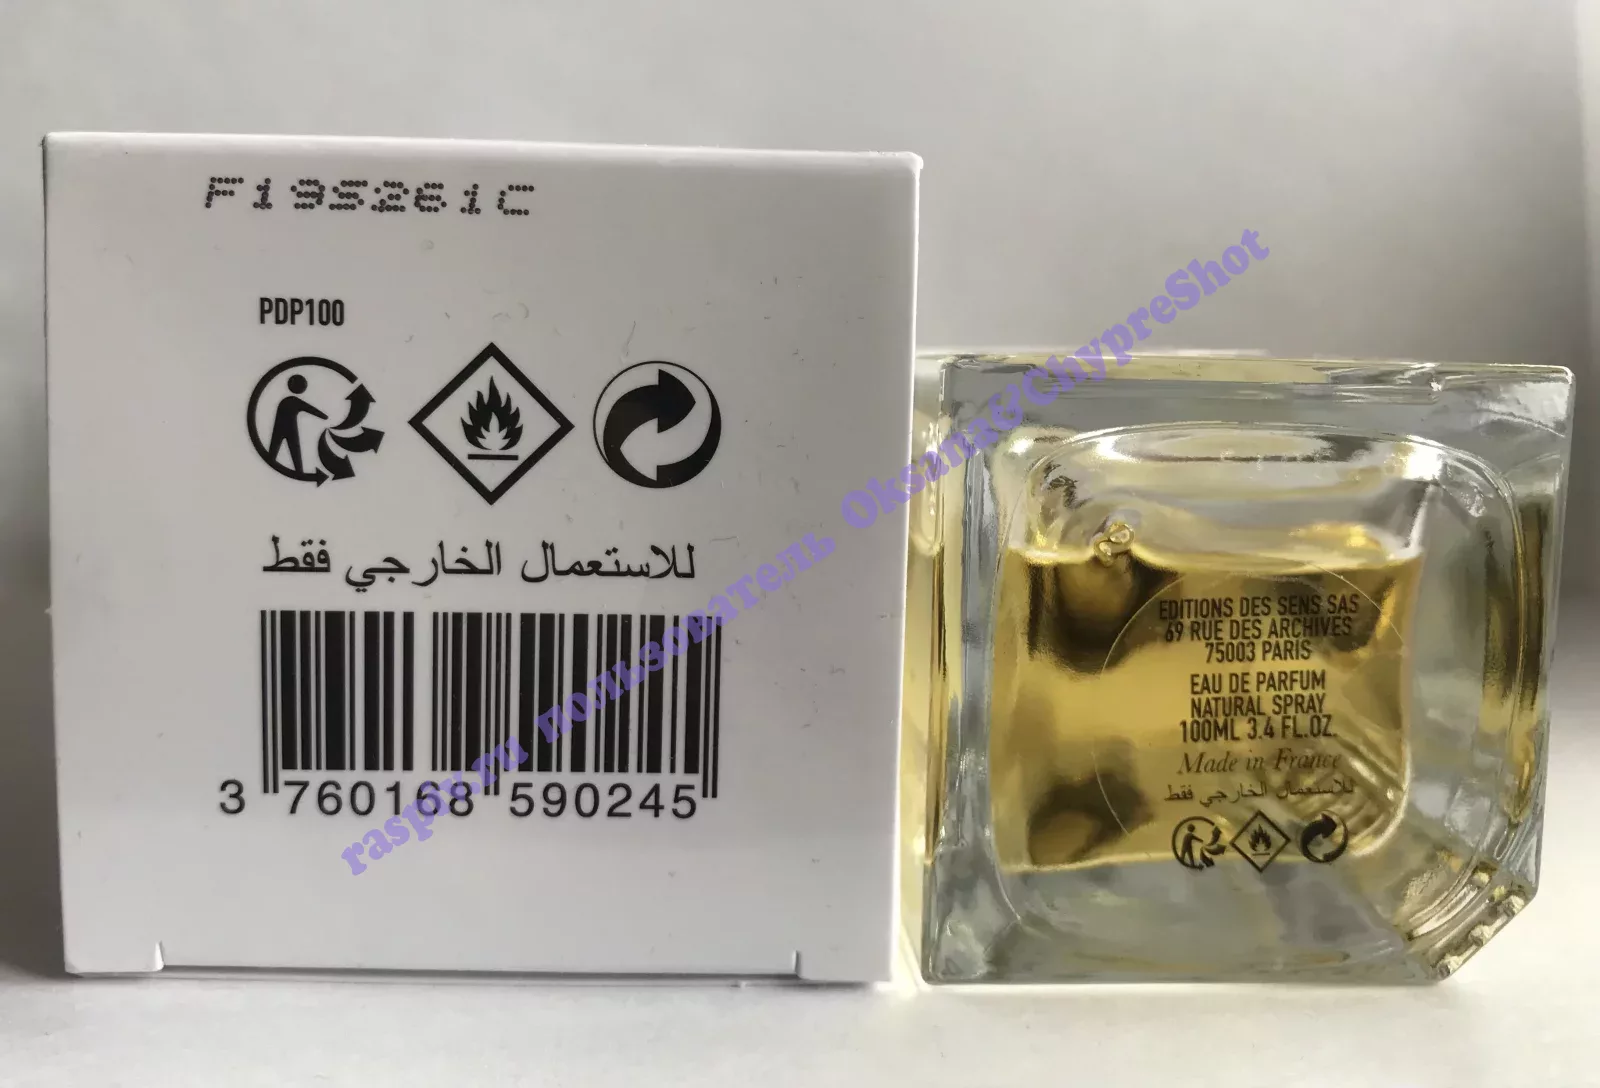 F19S261C
PDP100
للاستعمال الخارجي فقط
3 760168 590245
EDITIONS DES SENS SAS
69 RUE DES ARCHIVES
75003 PARIS
EAU DE PARFUM
NATURAL SPRAY
100ML 3.4 FL.OZ.
Made in France
للاستعمال الخارجي فقط
raspiv.ru пользователь Oksana&ChypreShot